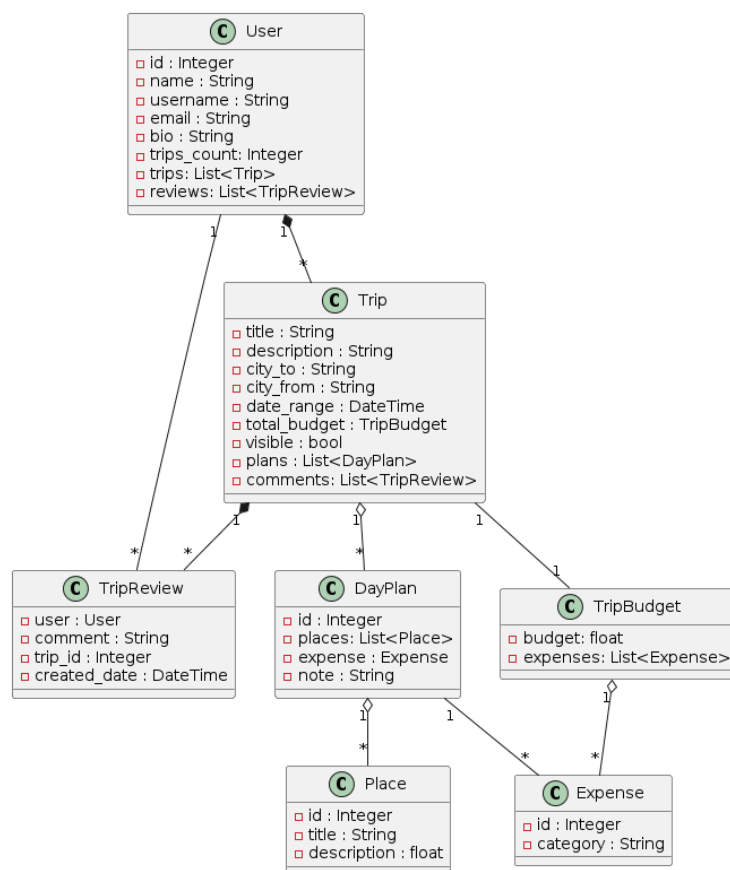 C User
id : Integer
name : String
username : String
email : String
bio : String
trips_count: Integer
trips: List<Trip>
reviews: List<TripReview>
1
1
*
C Trip
title : String
description : String
city_to : String
city_from : String
date_range : DateTime
total_budget : TripBudget
visible : bool
plans : List<DayPlan>
comments: List<TripReview>
1
1
1
*
*
*
1
C TripReview
user : User
comment : String
trip_id : Integer
created_date : DateTime
C DayPlan
id : Integer
places: List<Place>
expense : Expense
note : String
C TripBudget
budget: float
expenses: List<Expense>
1
1
1
*
*
*
C Place
id : Integer
title : String
description : float
C Expense
id : Integer
category : String